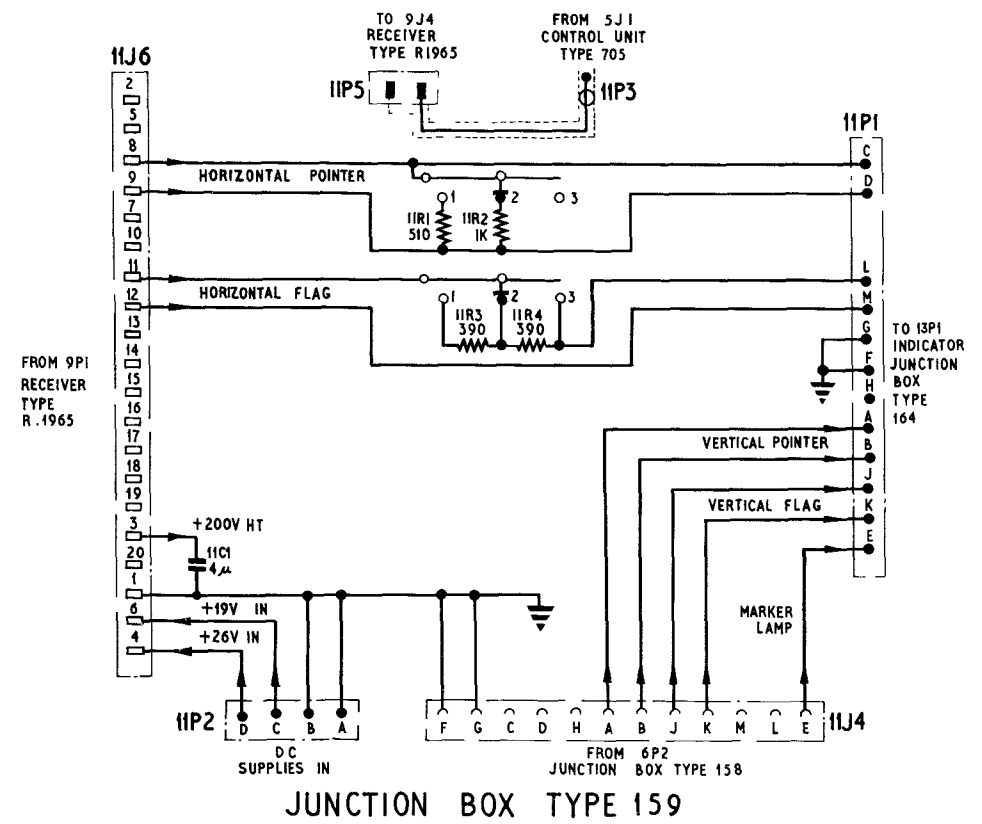 TO 9J4
RECEIVER
TYPE R1965
FROM 5J1
CONTROL UNIT
TYPE 705
11J6
11P5
11P3
11P1
2
5
8
9
7
10
11
12
13
14
15
16
17
18
19
3
20
1
6
4
HORIZONTAL POINTER
1
2
3
11R1
510
11R2
1K
HORIZONTAL FLAG
1
2
3
11R3
390
11R4
390
C
D
L
M
G
F
H
A
B
J
K
E
TO 13P1
INDICATOR
JUNCTION
BOX
TYPE
164
FROM 9P1
RECEIVER
TYPE
R.1965
VERTICAL POINTER
VERTICAL FLAG
+200V HT
11C1
4μ
+19V IN
+26V IN
MARKER
LAMP
11P2
D C B A
DC
SUPPLIES IN
F G C D H A B J K M L E
11J4
FROM 6P2
JUNCTION BOX TYPE 158
JUNCTION BOX TYPE 159